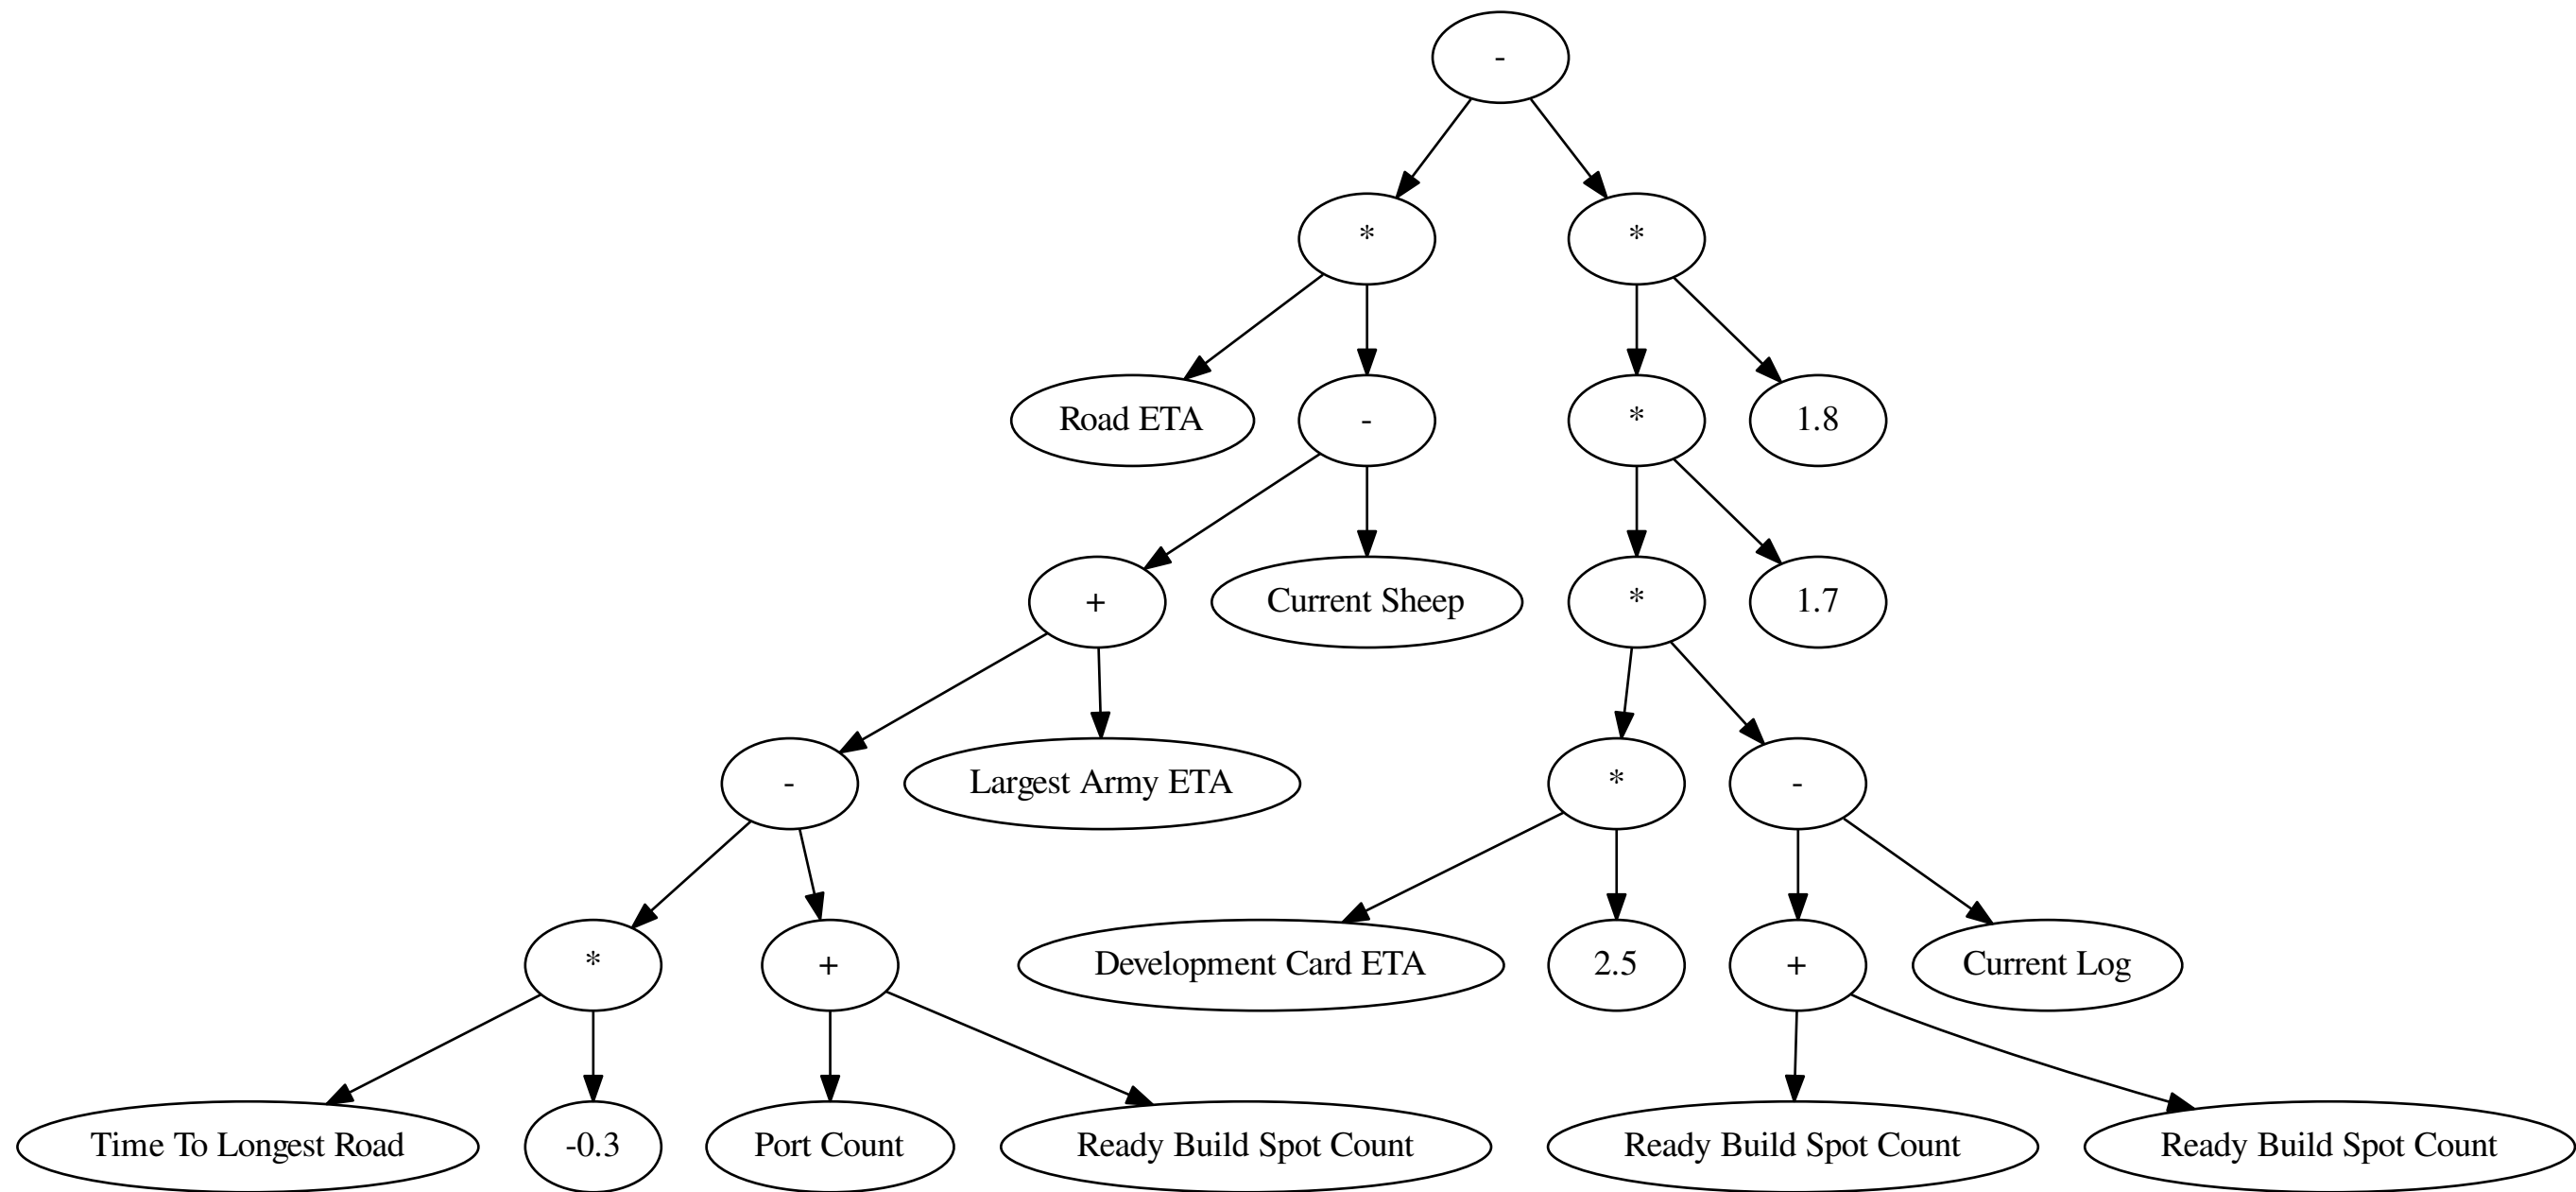 -
* *
Road ETA - * 1.8
+ Current Sheep * 1.7
- Largest Army ETA * -
* + Development Card ETA 2.5 + Current Log
Time To Longest Road -0.3 Port Count Ready Build Spot Count Ready Build Spot Count Ready Build Spot Count